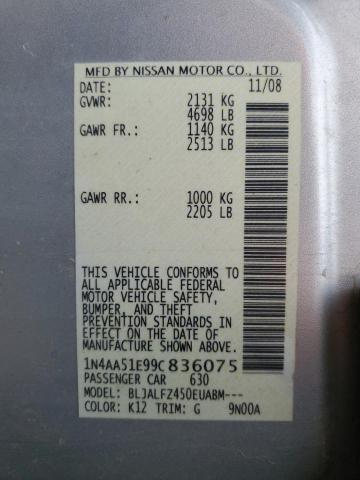 MFD BY NISSAN MOTOR CO., LTD.
DATE: 11/08
GVWR: 2131 KG
4698 LB
GAWR FR.: 1140 KG
2513 LB
GAWR RR.: 1000 KG
2205 LB
THIS VEHICLE CONFORMS TO
ALL APPLICABLE FEDERAL
MOTOR VEHICLE SAFETY,
BUMPER, AND THEFT
PREVENTION STANDARDS IN
EFFECT ON THE DATE OF
MANUFACTURE SHOWN ABOVE.
1N4AA51E99C836075
PASSENGER CAR 630
MODEL: BLJALFZ450EUABM---
COLOR: K12 TRIM: G 9N00A